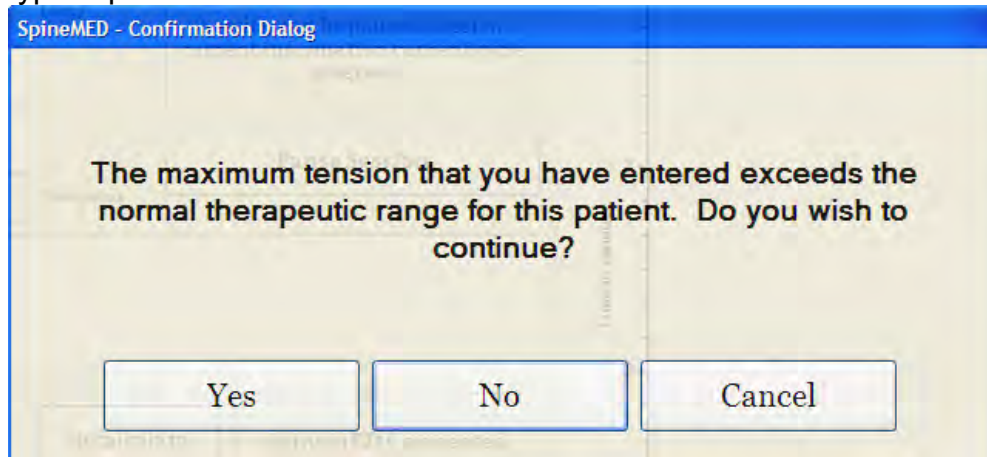 SpineMED - Confirmation Dialog
The maximum tension that you have entered exceeds the
normal therapeutic range for this patient. Do you wish to
continue?
Yes
No
Cancel